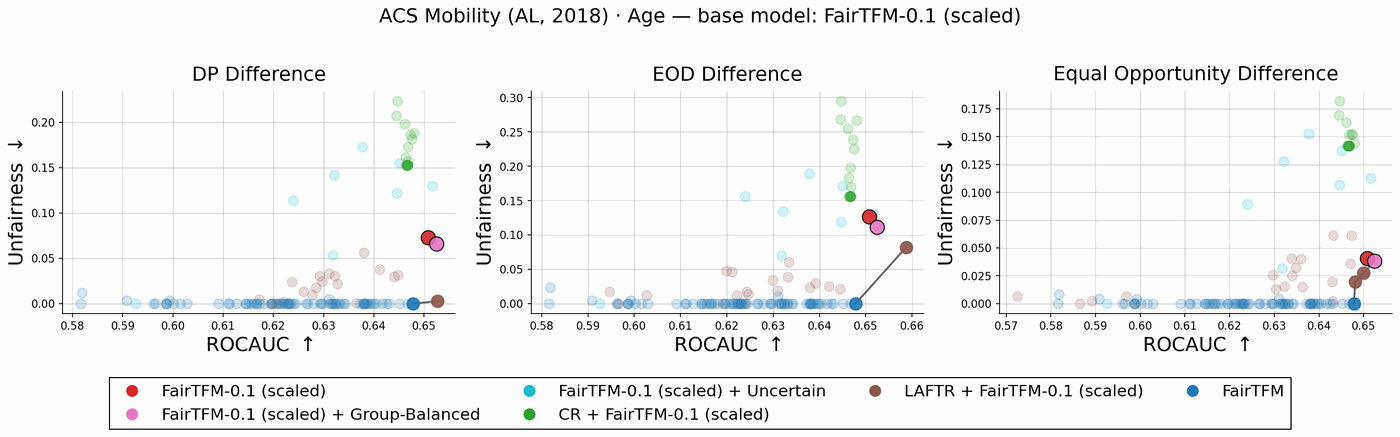 ACS Mobility (AL, 2018) · Age — base model: FairTFM-0.1 (scaled)
DP Difference
EOD Difference
Equal Opportunity Difference
Unfairness ↓
0.20
0.15
0.10
0.05
0.00
0.58 0.59 0.60 0.61 0.62 0.63 0.64 0.65
ROCAUC ↑
Unfairness ↓
0.30
0.25
0.20
0.15
0.10
0.05
0.00
0.58 0.59 0.60 0.61 0.62 0.63 0.64 0.65 0.66
ROCAUC ↑
Unfairness ↓
0.175
0.150
0.125
0.100
0.075
0.050
0.025
0.000
0.57 0.58 0.59 0.60 0.61 0.62 0.63 0.64 0.65
ROCAUC ↑
FairTFM-0.1 (scaled)
FairTFM-0.1 (scaled) + Group-Balanced
FairTFM-0.1 (scaled) + Uncertain
CR + FairTFM-0.1 (scaled)
LAFTR + FairTFM-0.1 (scaled)
FairTFM